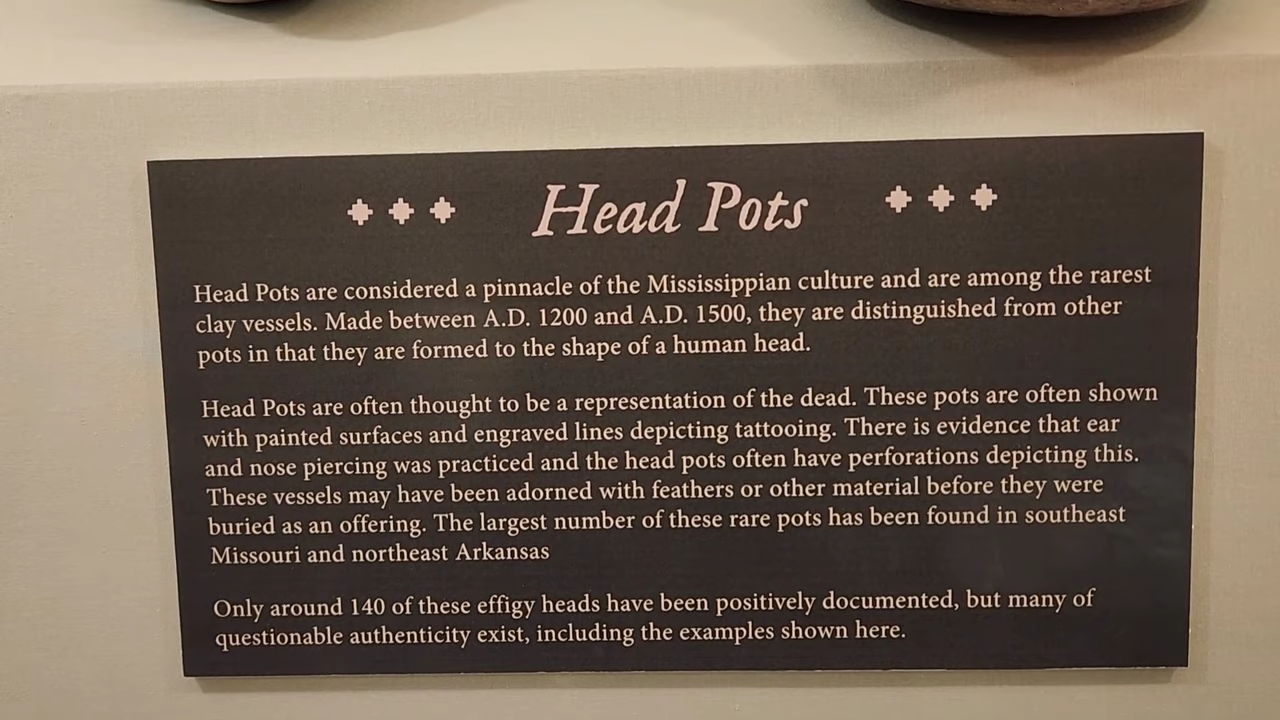 Head Pots
Head Pots are considered a pinnacle of the Mississippian culture and are among the rarest
clay vessels. Made between A.D. 1200 and A.D. 1500, they are distinguished from other
pots in that they are formed to the shape of a human head.
Head Pots are often thought to be a representation of the dead. These pots are often shown
with painted surfaces and engraved lines depicting tattooing. There is evidence that ear
and nose piercing was practiced and the head pots often have perforations depicting this.
These vessels may have been adorned with feathers or other material before they were
buried as an offering. The largest number of these rare pots has been found in southeast
Missouri and northeast Arkansas
Only around 140 of these effigy heads have been positively documented, but many of
questionable authenticity exist, including the examples shown here.